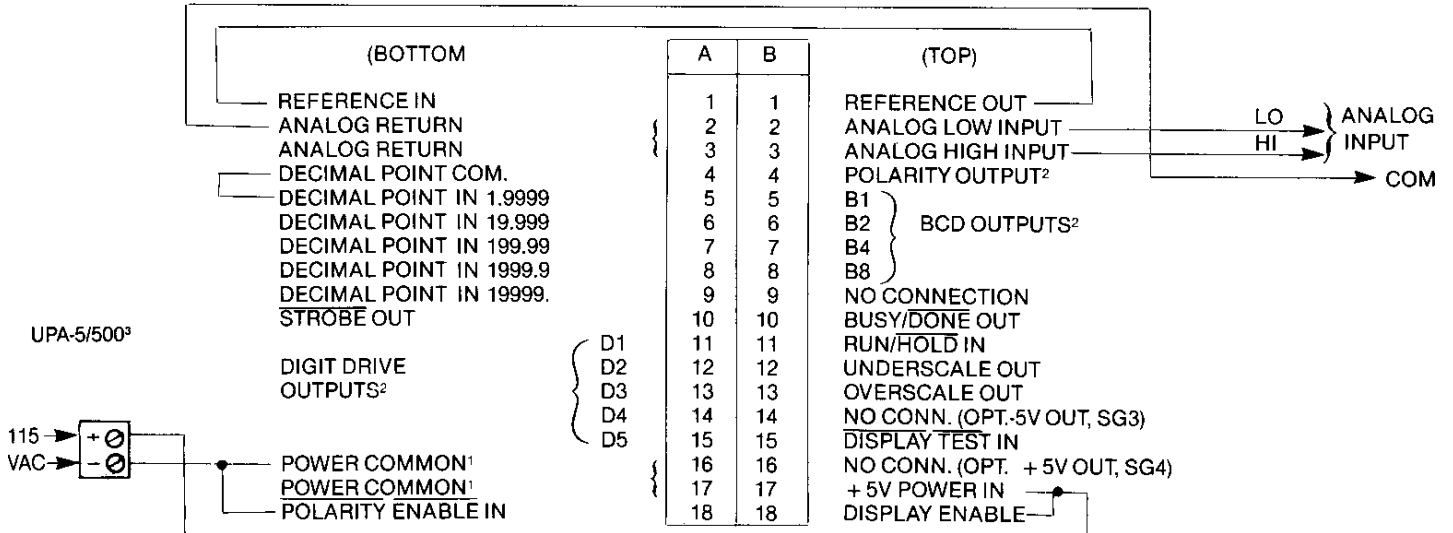 (BOTTOM A B (TOP)
REFERENCE IN 1 1 REFERENCE OUT
ANALOG RETURN 2 2 ANALOG LOW INPUT LO ANALOG
ANALOG RETURN 3 3 ANALOG HIGH INPUT HI INPUT
DECIMAL POINT COM. 4 4 POLARITY OUTPUT² COM
DECIMAL POINT IN 1.9999 5 5 B1
DECIMAL POINT IN 19.999 6 6 B2 BCD OUTPUTS²
DECIMAL POINT IN 199.99 7 7 B4
DECIMAL POINT IN 1999.9 8 8 B8
DECIMAL POINT IN 19999. 9 9 NO CONNECTION
STROBE OUT 10 10 BUSY/DONE OUT
UPA-5/500³ D1 11 11 RUN/HOLD IN
DIGIT DRIVE D2 12 12 UNDERSCALE OUT
OUTPUTS² D3 13 13 OVERSCALE OUT
D4 14 14 NO CONN. (OPT.-5V OUT, SG3)
115 + D5 15 15 DISPLAY TEST IN
VAC - POWER COMMON¹ 16 16 NO CONN. (OPT. + 5V OUT, SG4)
POWER COMMON¹ 17 17 + 5V POWER IN
POLARITY ENABLE IN 18 18 DISPLAY ENABLE